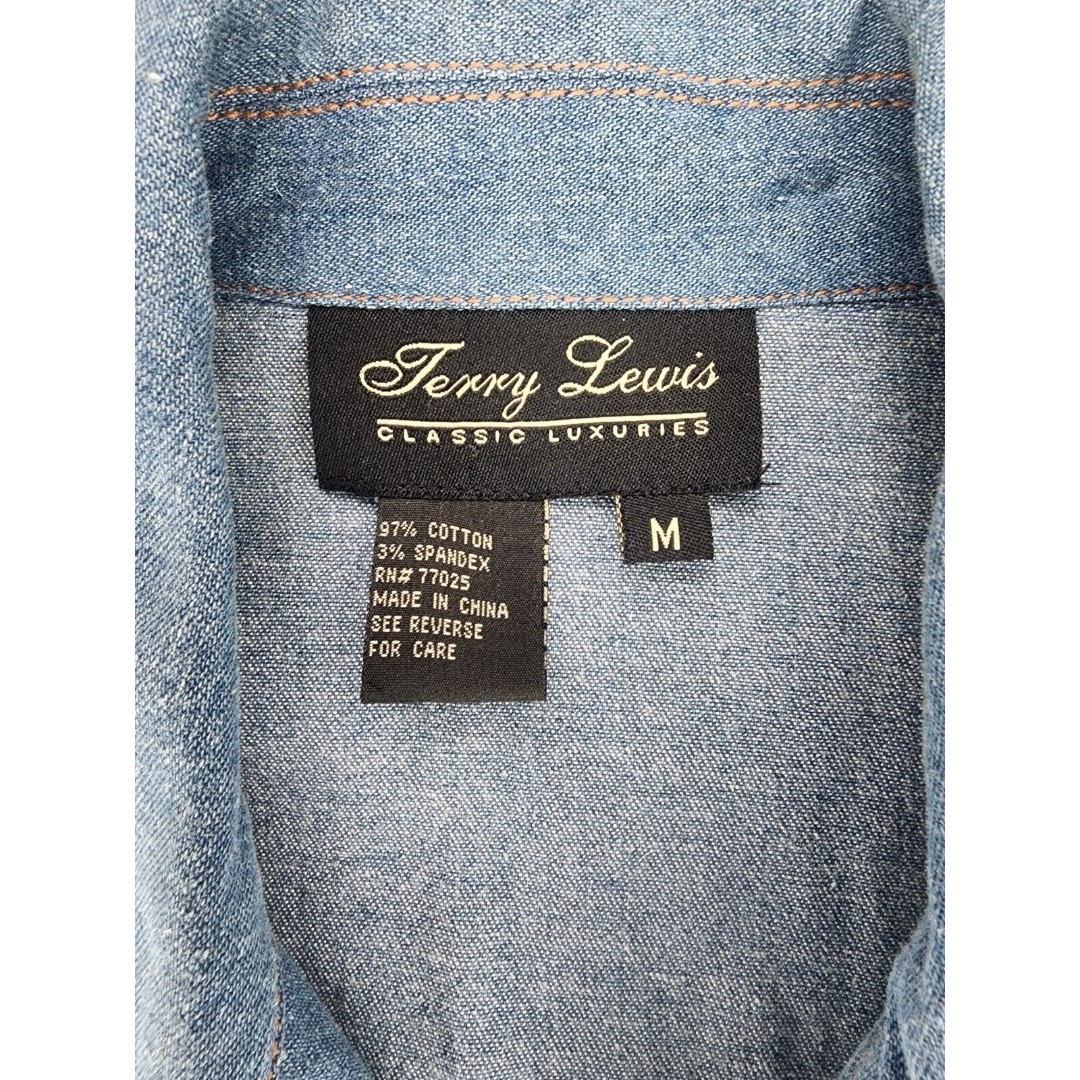 Terry Lewis
CLASSIC LUXURIES
M
97% COTTON
3% SPANDEX
RN# 77025
MADE IN CHINA
SEE REVERSE
FOR CARE